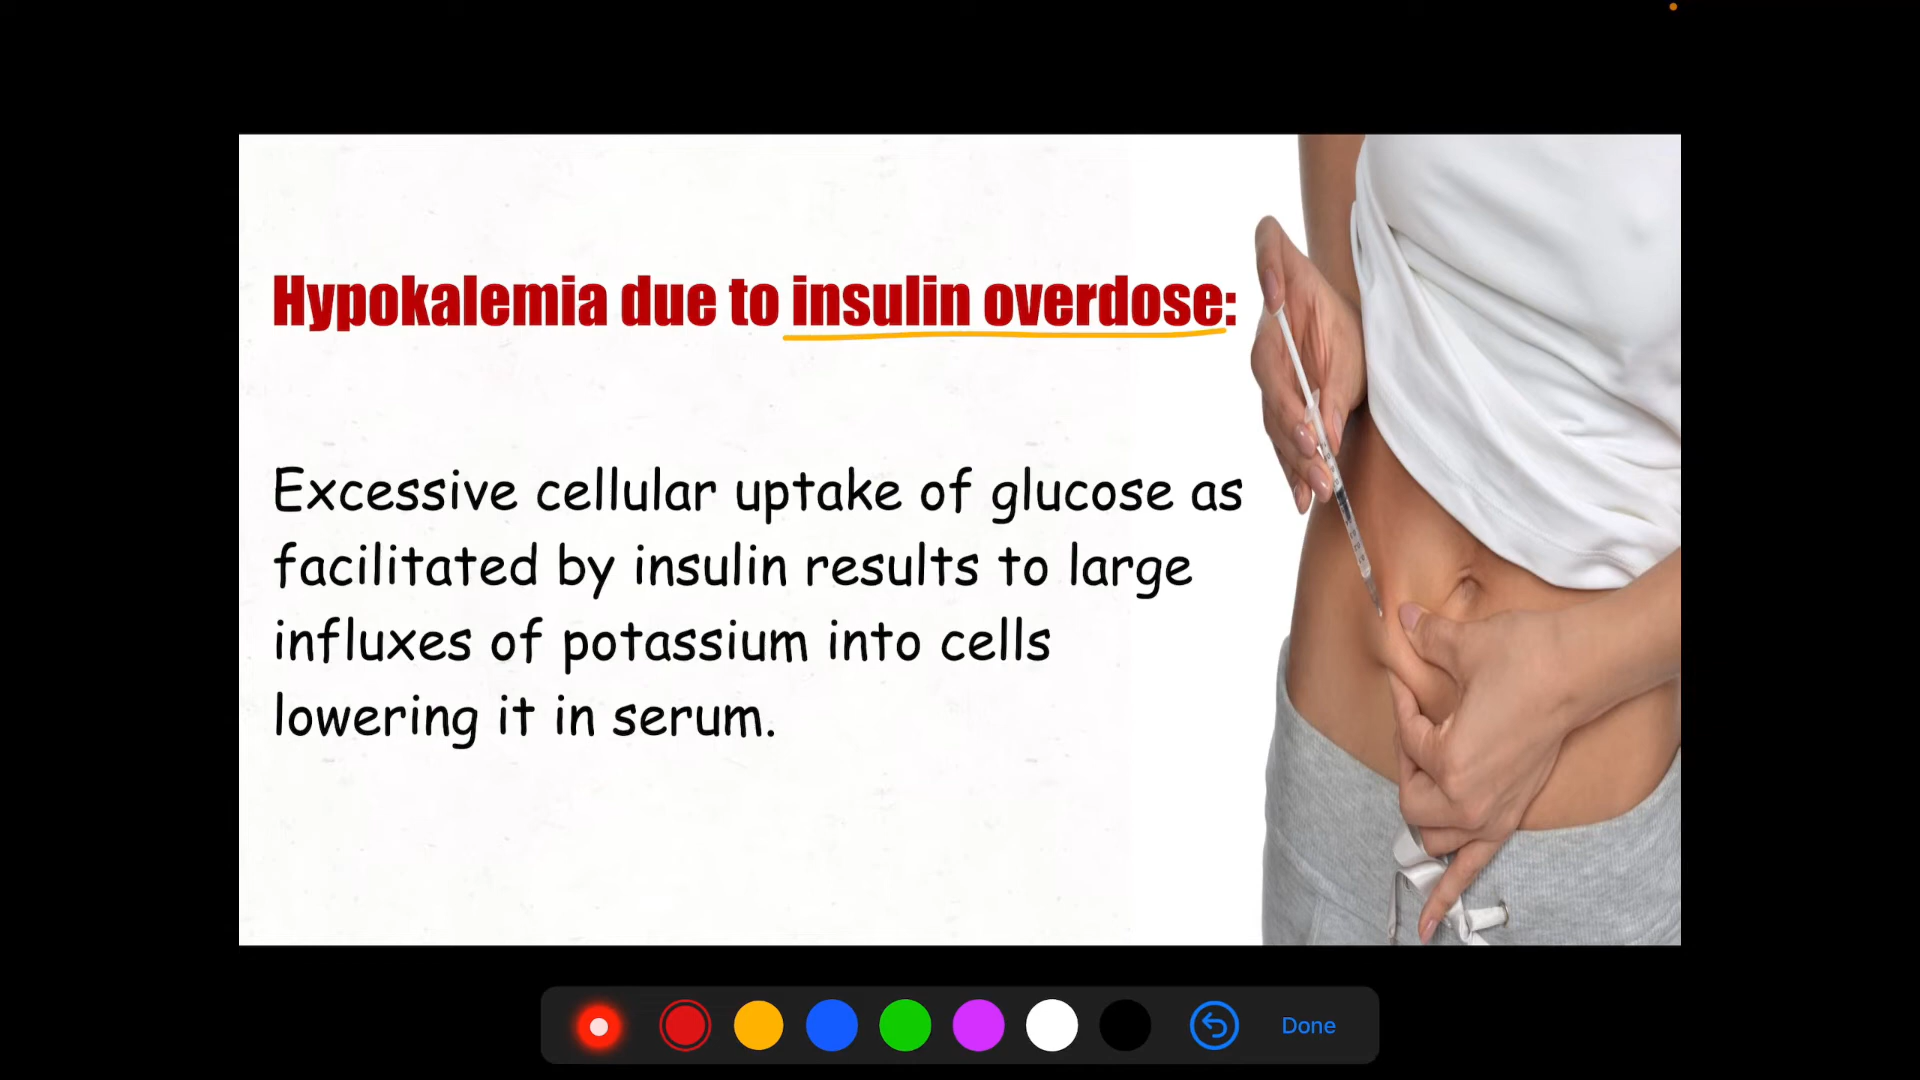 Hypokalemia due to insulin overdose:
Excessive cellular uptake of glucose as
facilitated by insulin results to large
influxes of potassium into cells
lowering it in serum.
Done